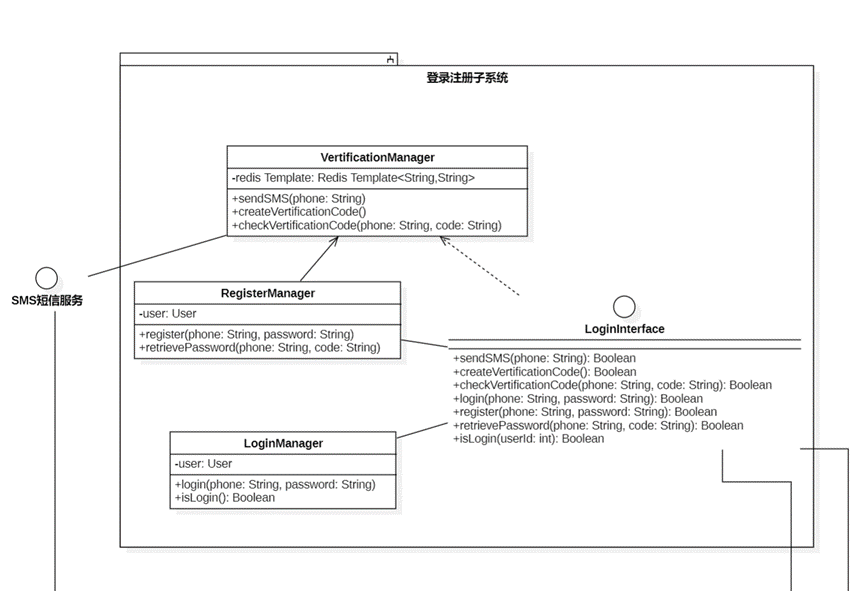 登录注册子系统
VertificationManager
-redis Template: Redis Template<String,String>
+sendSMS(phone: String)
+createVertificationCode()
+checkVertificationCode(phone: String, code: String)
SMS短信服务
RegisterManager
-user: User
+register(phone: String, password: String)
+retrievePassword(phone: String, code: String)
LoginInterface
+sendSMS(phone: String): Boolean
+createVertificationCode(): Boolean
+checkVertificationCode(phone: String, code: String): Boolean
+login(phone: String, password: String): Boolean
+register(phone: String, password: String): Boolean
+retrievePassword(phone: String, code: String): Boolean
+isLogin(userId: int): Boolean
LoginManager
-user: User
+login(phone: String, password: String)
+isLogin(): Boolean